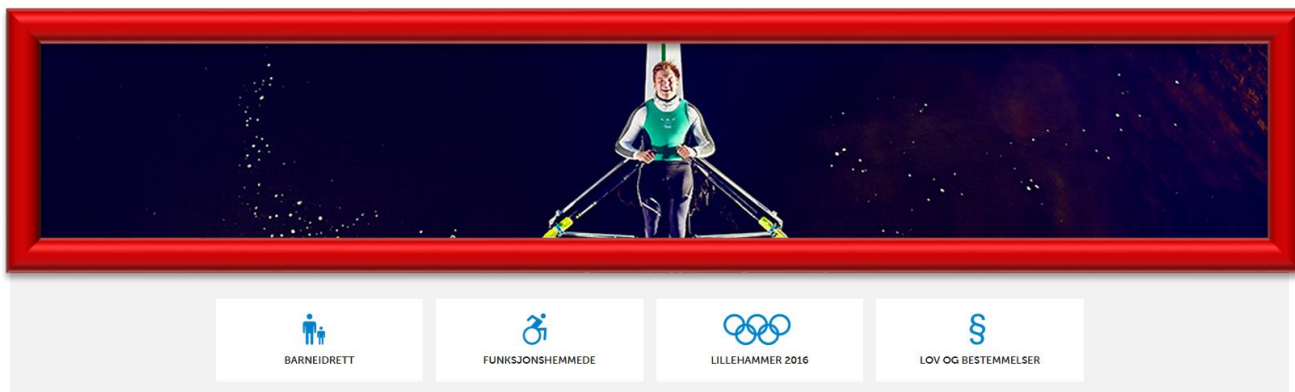 BARNEIDRETT
FUNKSJONSHEMMEDE
LILLEHAMMER 2016
LOV OG BESTEMMELSER